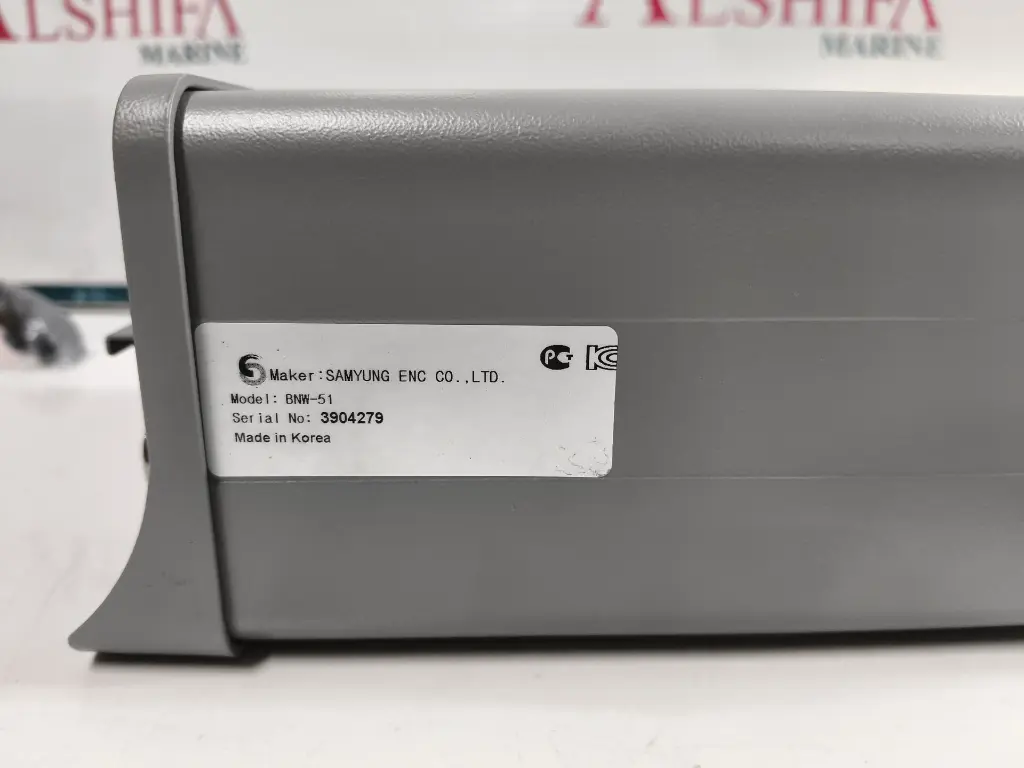 ALSHIFA
MARINE
ALSHIFA
MARINE
Maker:SAMYUNG ENC CO.,LTD.
Model: BNW-51
Serial No: 3904279
Made in Korea